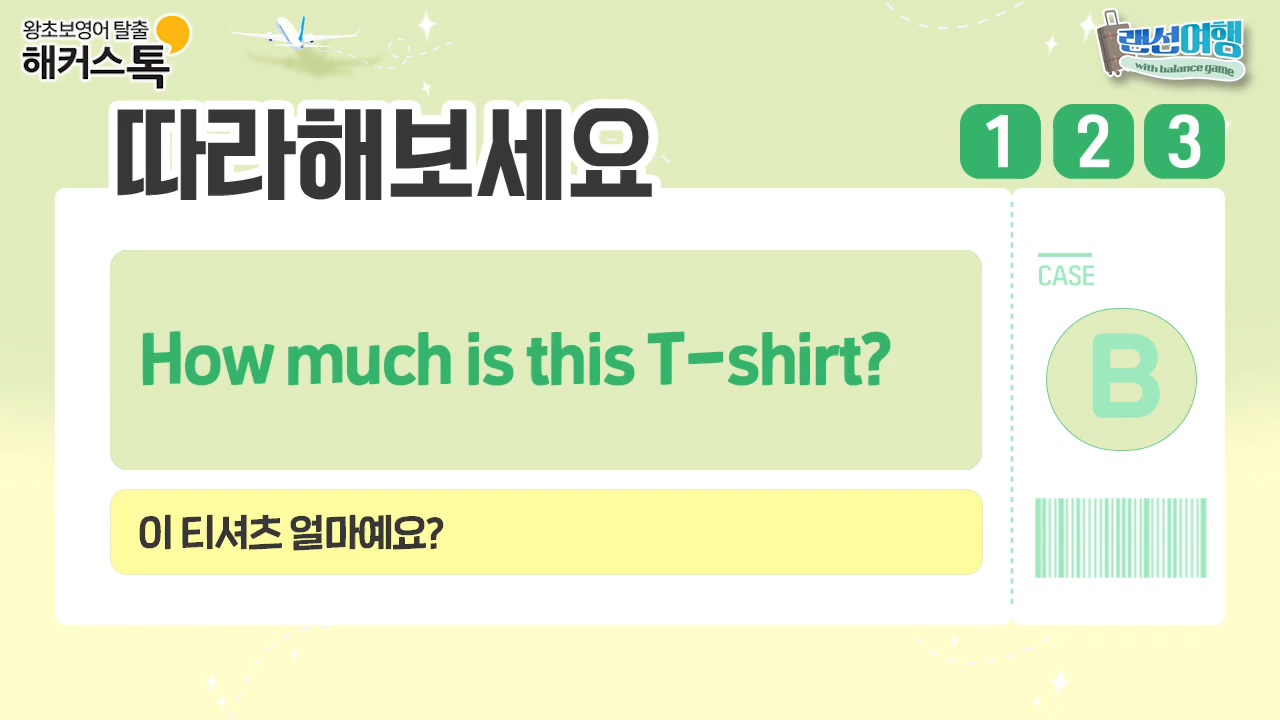 왕초보영어 탈출
해커스톡
랜선여행
with balance game
따라해보세요
1 2 3
How much is this T-shirt?
이 티셔츠 얼마예요?
CASE
B